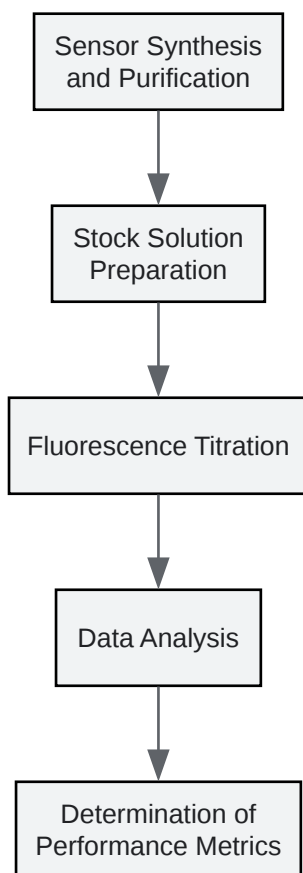 Sensor Synthesis
and Purification
Stock Solution
Preparation
Fluorescence Titration
Data Analysis
Determination of
Performance Metrics